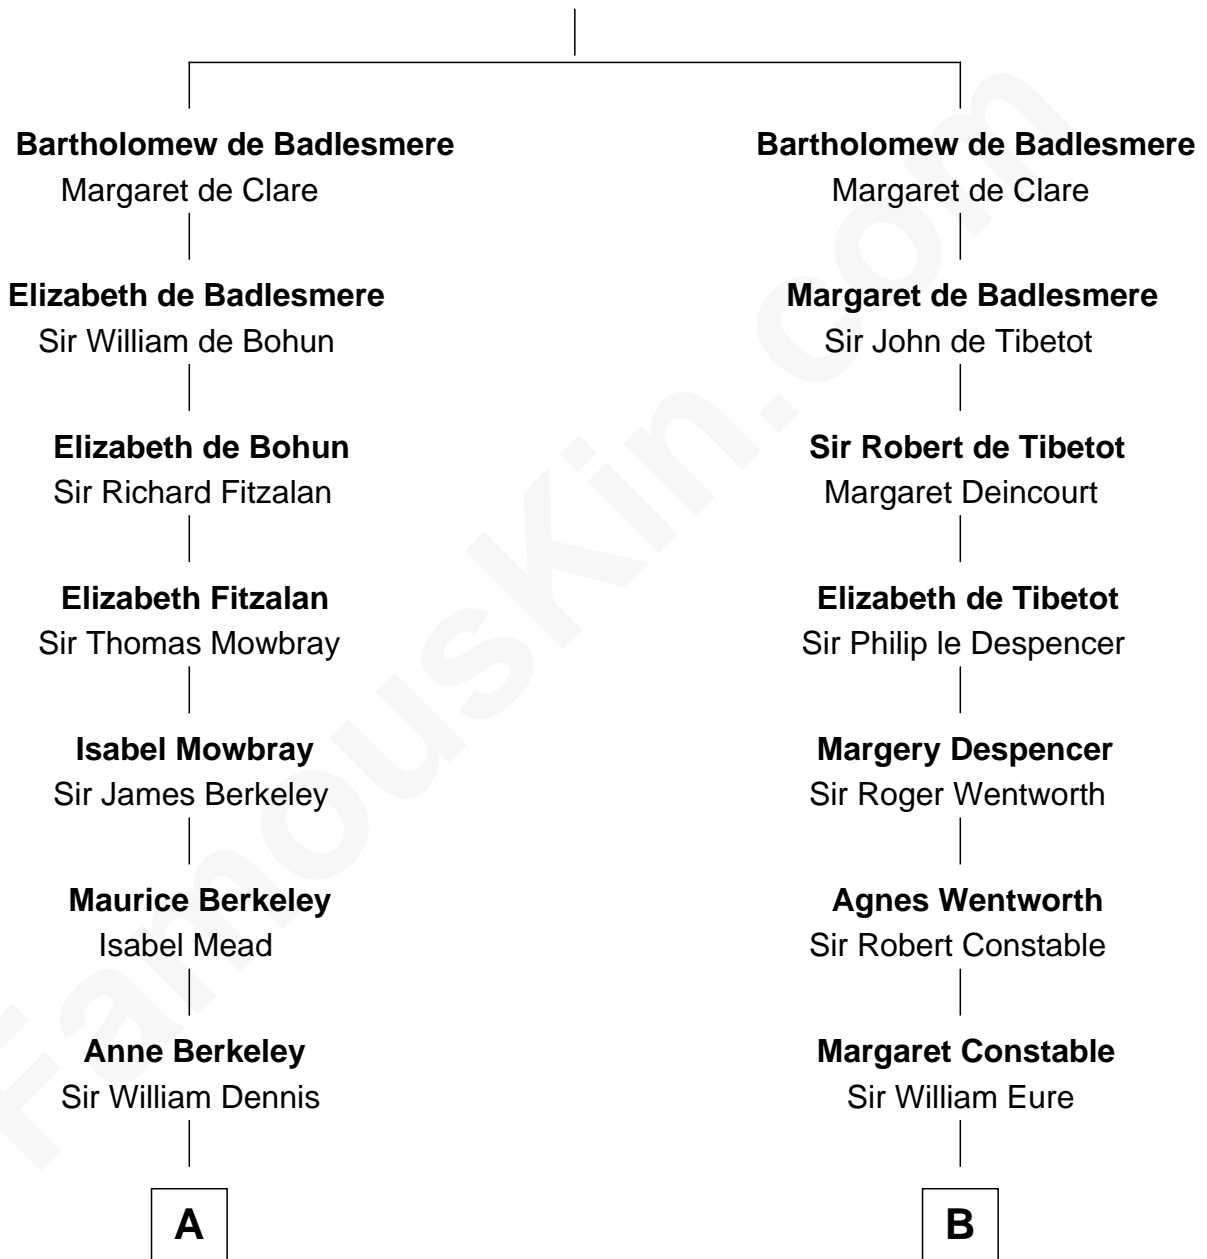 Bartholomew de Badlesmere
Margaret de Clare
Elizabeth de Badlesmere
Sir William de Bohun
Elizabeth de Bohun
Sir Richard Fitzalan
Elizabeth Fitzalan
Sir Thomas Mowbray
Isabel Mowbray
Sir James Berkeley
Maurice Berkeley
Isabel Mead
Anne Berkeley
Sir William Dennis
A
Bartholomew de Badlesmere
Margaret de Clare
Margaret de Badlesmere
Sir John de Tibetot
Sir Robert de Tibetot
Margaret Deincourt
Elizabeth de Tibetot
Sir Philip le Despencer
Margery Despencer
Sir Roger Wentworth
Agnes Wentworth
Sir Robert Constable
Margaret Constable
Sir William Eure
B
FamousKin.com